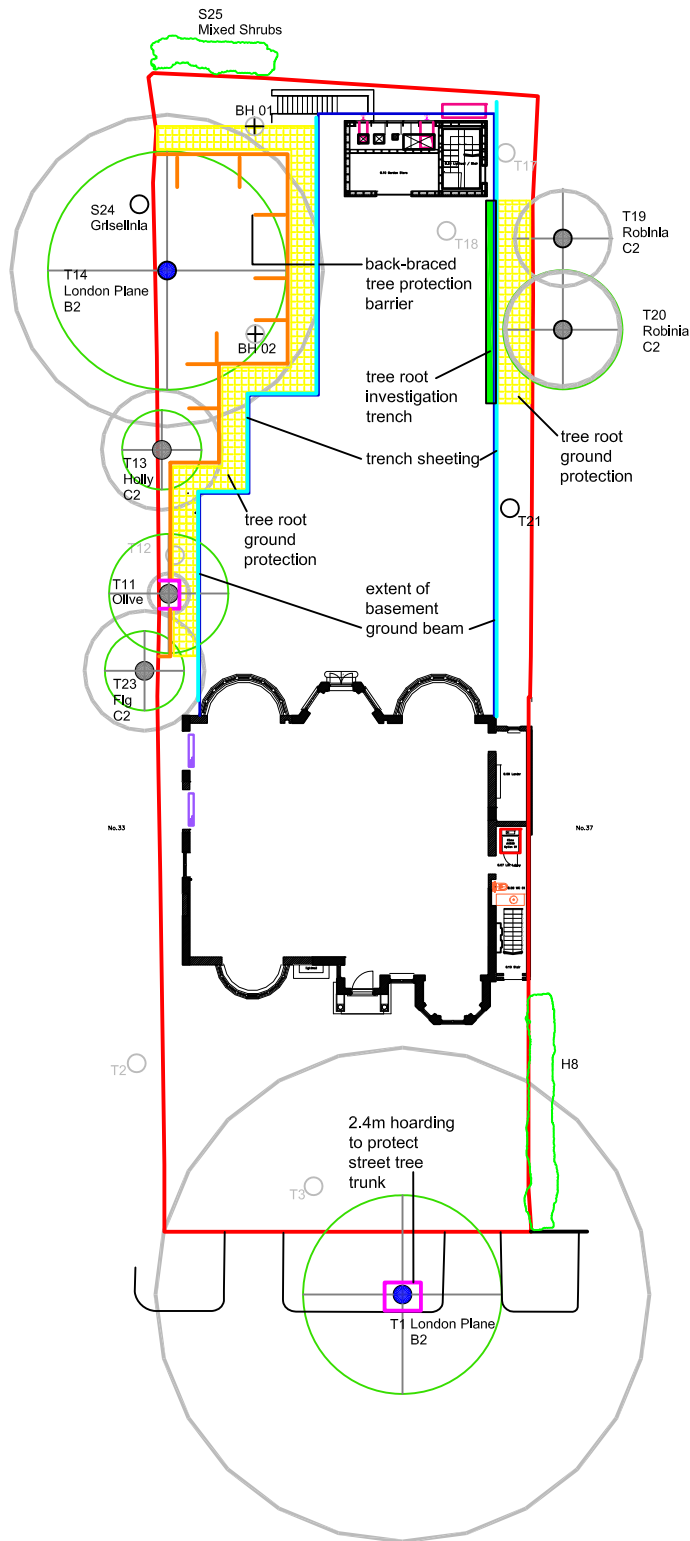 S25
Mixed Shrubs
BH 01
T17
S24
Griselinia
T19
Robinia
C2
T18
T14
London Plane
B2
back-braced
tree protection
barrier
T20
Robinia
C2
BH 02
tree root
investigation
trench
tree root
ground
protection
T13
Holly
C2
trench sheeting
T21
tree root
ground
protection
T12
T11
Olive
extent of
basement
ground beam
T23
Fig
C2
No.33
No.37
H8
T2
2.4m hoarding
to protect
street tree
trunk
T3
T1 London Plane
B2